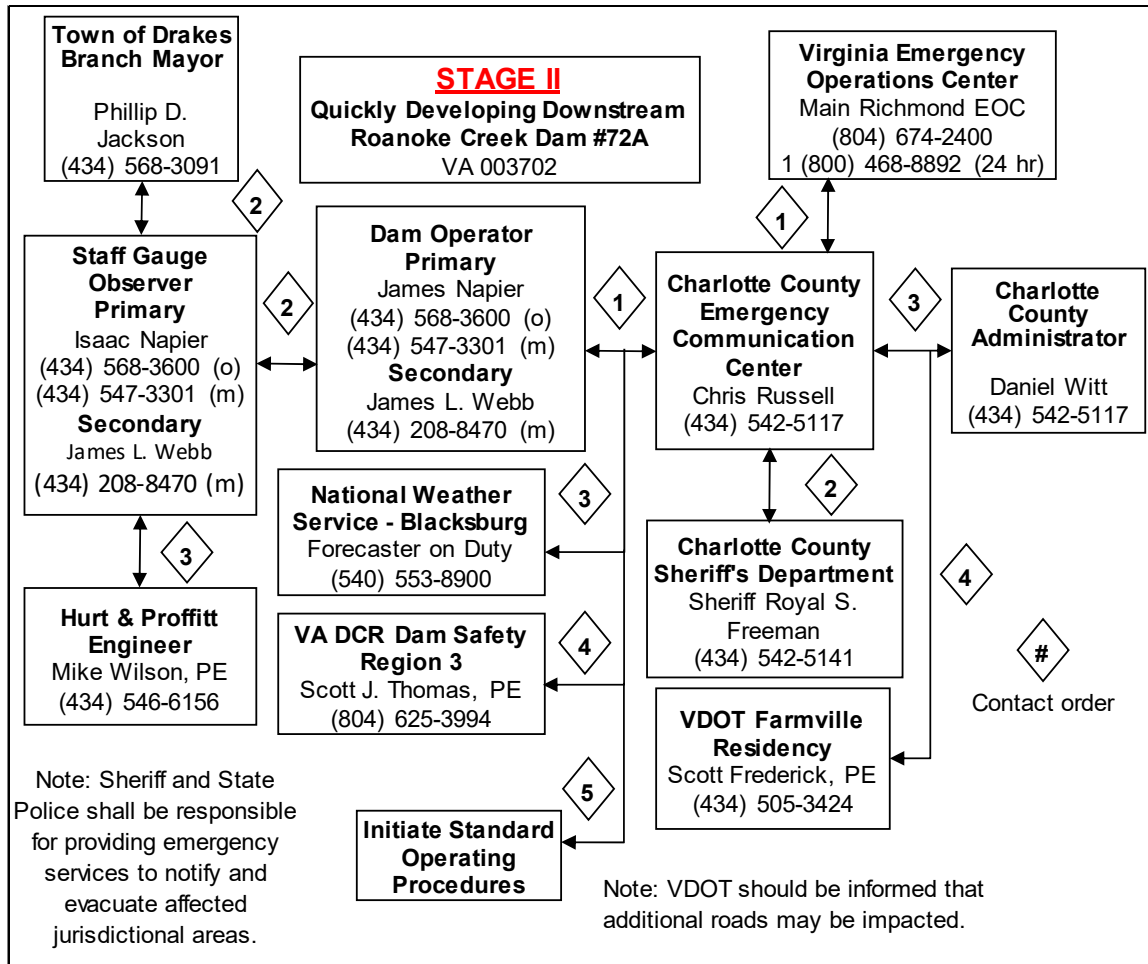 Town of Drakes
Branch Mayor
Phillip D.
Jackson
(434) 568-3091
STAGE II
Quickly Developing Downstream
Roanoke Creek Dam #72A
VA 003702
Virginia Emergency
Operations Center
Main Richmond EOC
(804) 674-2400
1 (800) 468-8892 (24 hr)
2
1
Staff Gauge
Observer
Primary
Isaac Napier
(434) 568-3600 (o)
(434) 547-3301 (m)
Secondary
James L. Webb
(434) 208-8470 (m)
2
Dam Operator
Primary
James Napier
(434) 568-3600 (o)
(434) 547-3301 (m)
Secondary
James L. Webb
(434) 208-8470 (m)
1
Charlotte County
Emergency
Communication
Center
Chris Russell
(434) 542-5117
3
Charlotte
County
Administrator
Daniel Witt
(434) 542-5117
3
Hurt & Proffitt
Engineer
Mike Wilson, PE
(434) 546-6156
National Weather
Service - Blacksburg
Forecaster on Duty
(540) 553-8900
3
2
Charlotte County
Sheriff's Department
Sheriff Royal S.
Freeman
(434) 542-5141
4
VA DCR Dam Safety
Region 3
Scott J. Thomas, PE
(804) 625-3994
4
#
Contact order
VDOT Farmville
Residency
Scott Frederick, PE
(434) 505-3424
5
Initiate Standard
Operating
Procedures
Note: Sheriff and State
Police shall be responsible
for providing emergency
services to notify and
evacuate affected
jurisdictional areas.
Note: VDOT should be informed that
additional roads may be impacted.